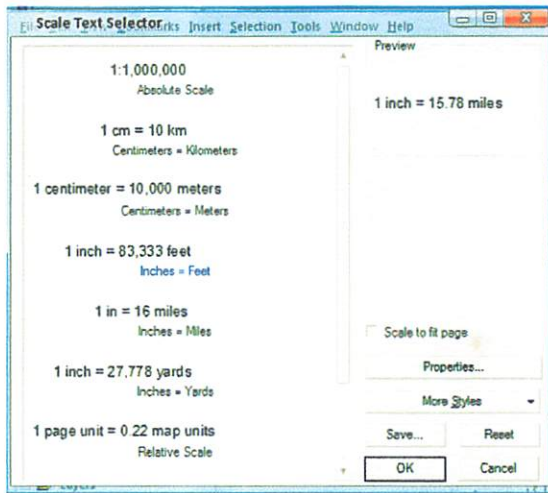 Scale Text Selector
Insert Selection Tools Window Help
1:1,000,000
Absolute Scale
1 cm = 10 km
Centimeters = Kilometers
1 centimeter = 10,000 meters
Centimeters = Meters
1 inch = 83,333 feet
Inches = Feet
1 in = 16 miles
Inches = Miles
1 inch = 27,778 yards
Inches = Yards
1 page unit = 0.22 map units
Relative Scale
Preview
1 inch = 15.78 miles
Scale to fit page
Properties...
More Styles
Save... Reset
OK Cancel
Layers